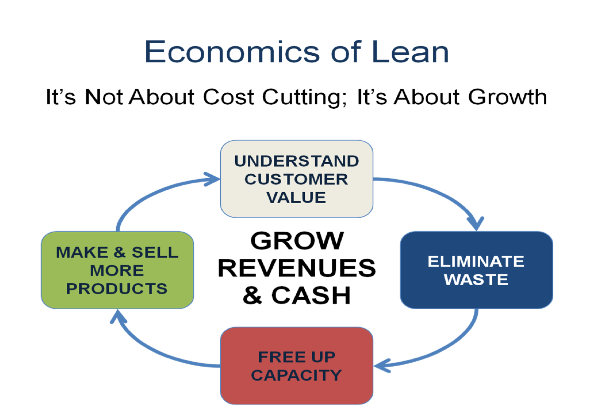 Economics of Lean
It's Not About Cost Cutting; It's About Growth
UNDERSTAND
CUSTOMER
VALUE
MAKE & SELL
MORE
PRODUCTS
GROW
REVENUES
& CASH
ELIMINATE
WASTE
FREE UP
CAPACITY